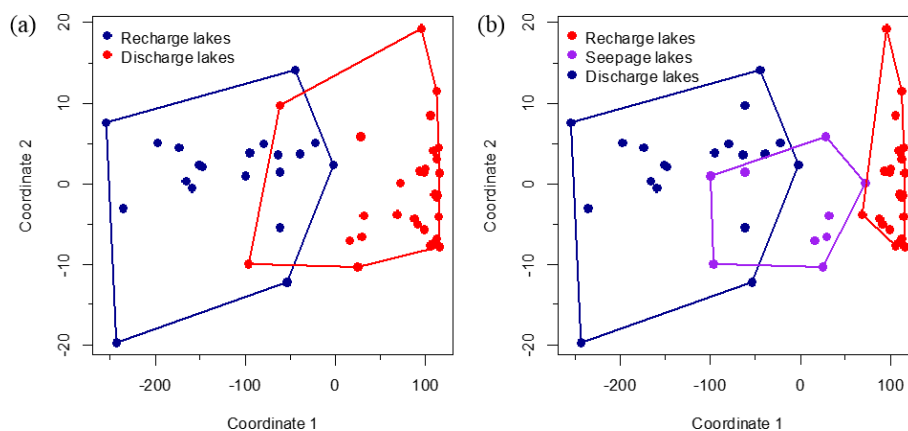 (a)
Recharge lakes
Discharge lakes
20
10
0
-10
-20
Coordinate 2
-200
-100
0
100
Coordinate 1
(b)
Recharge lakes
Seepage lakes
Discharge lakes
20
10
0
-10
-20
Coordinate 2
-200
-100
0
100
Coordinate 1